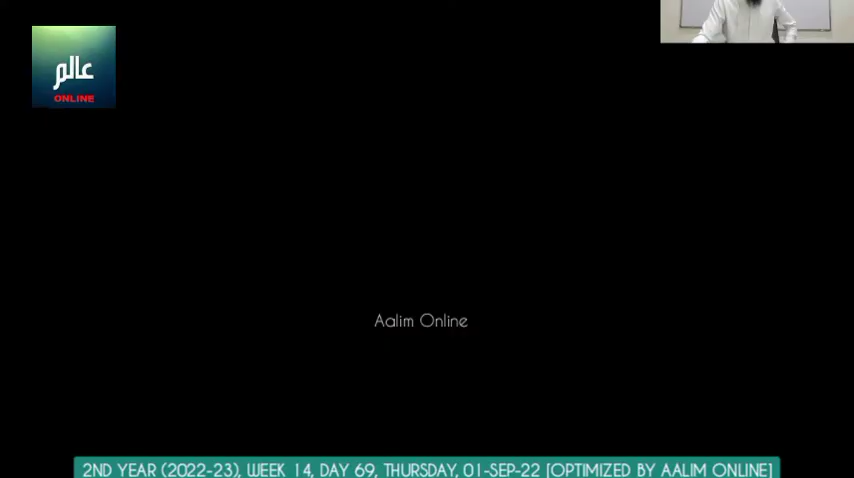 عالم
ONLINE
Aalim Online
2ND YEAR (2022-23), WEEK 14, DAY 69, THURSDAY, 01-SEP-22 [OPTIMIZED BY AALIM ONLINE]